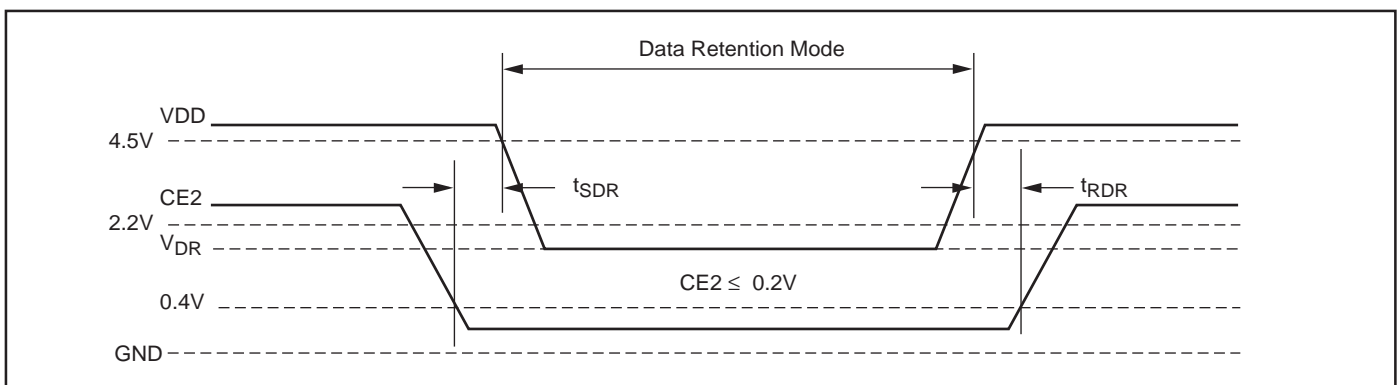 Data Retention Mode
VDD
4.5V
tSDR
tRDR
CE2
2.2V
VDR
CE2 ≤ 0.2V
0.4V
GND